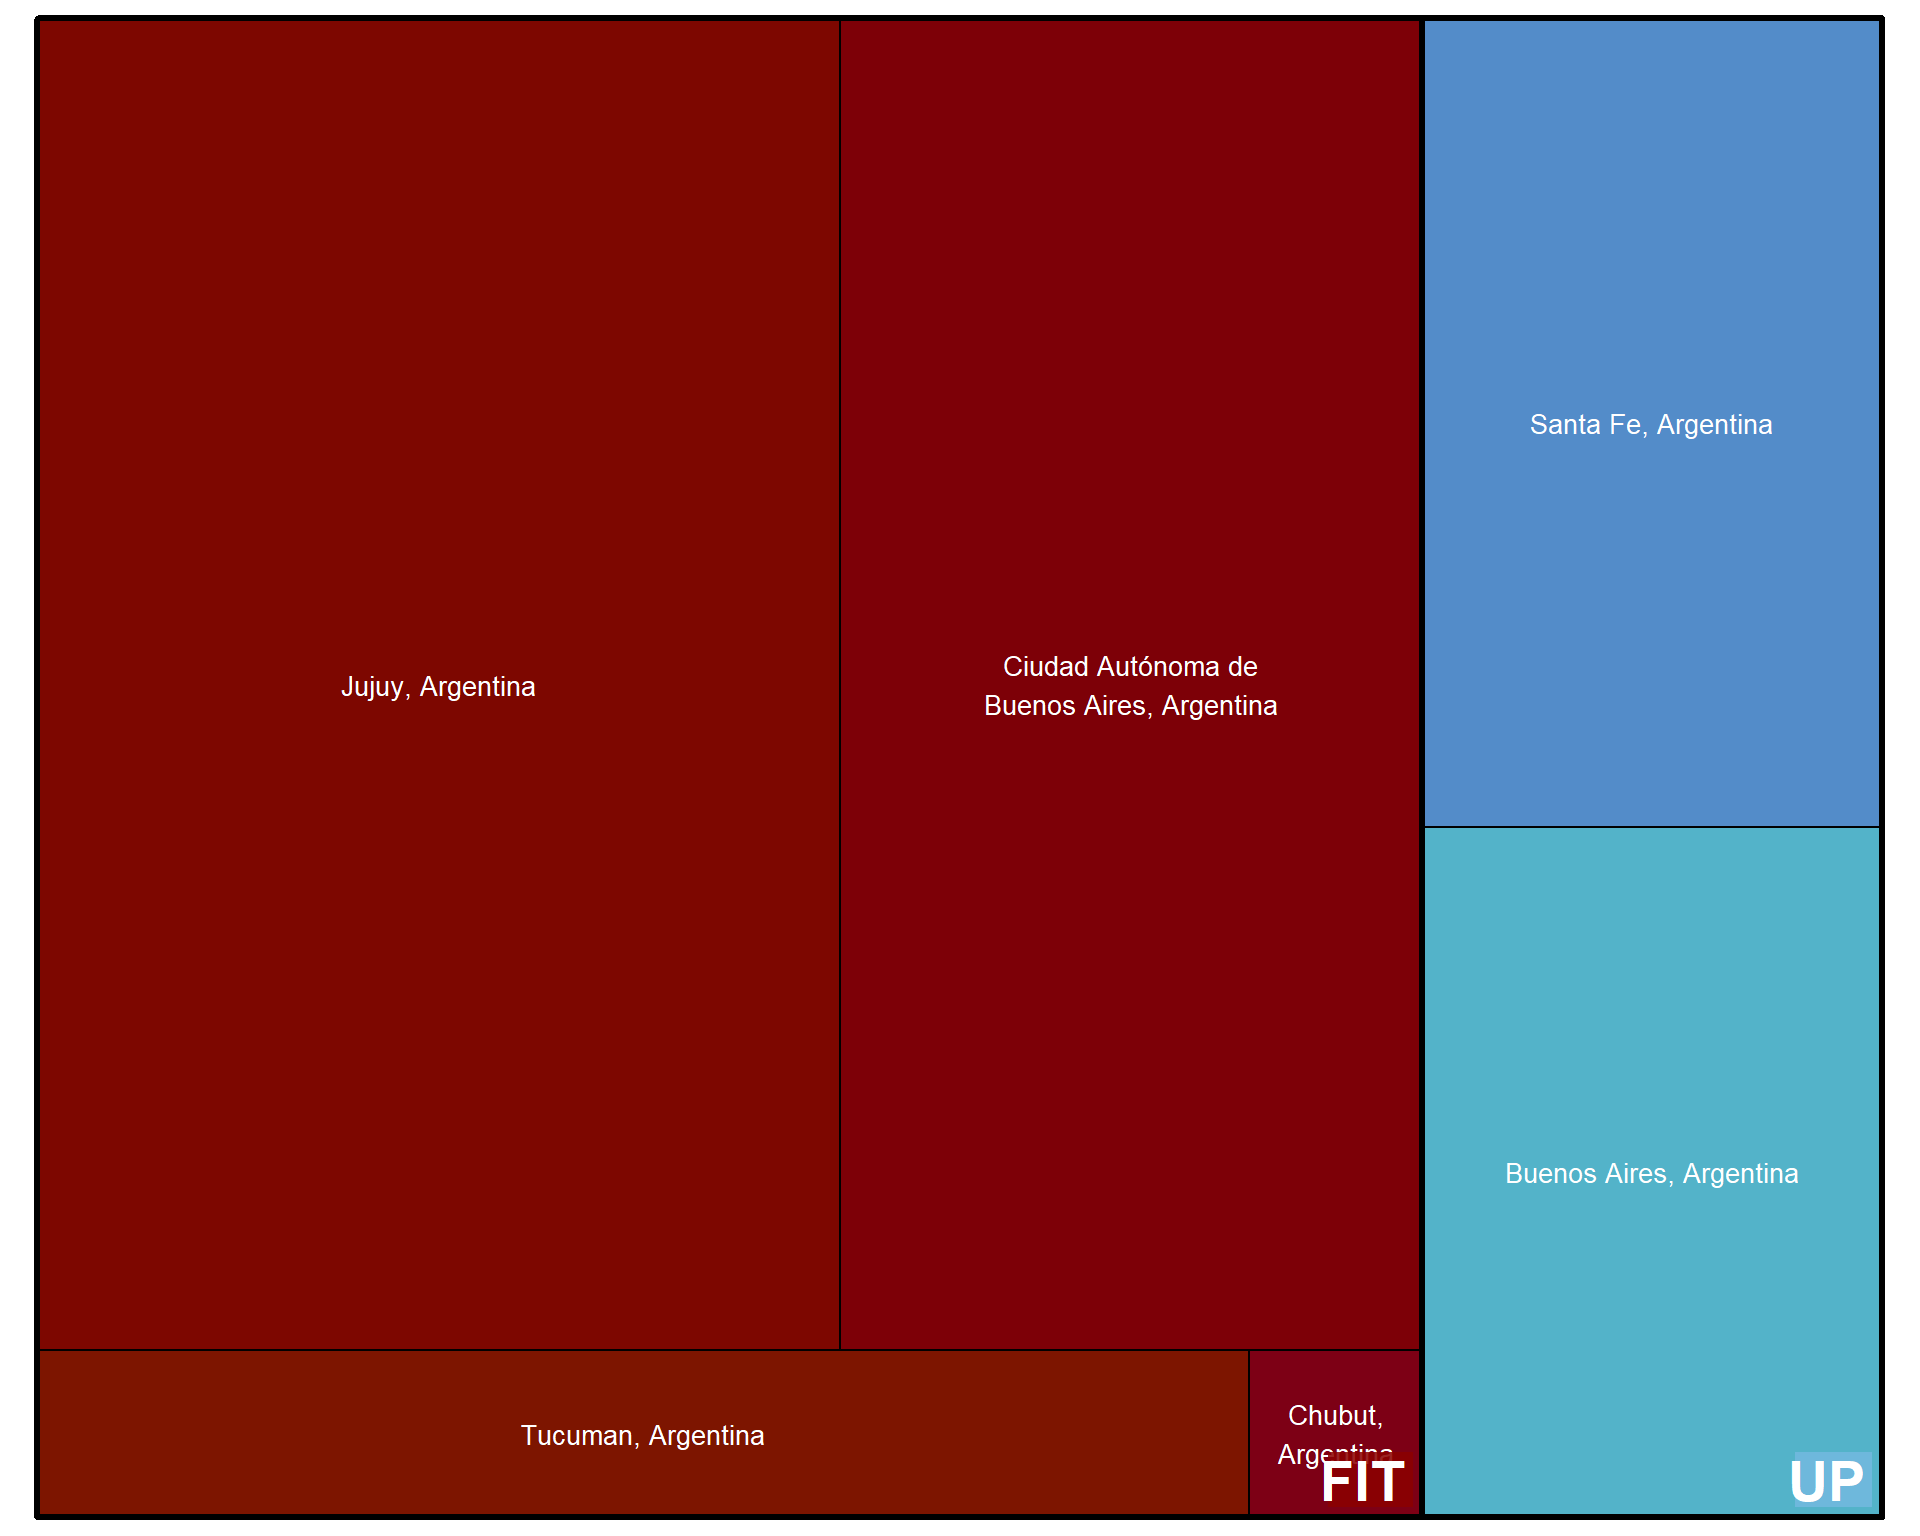 Santa Fe, Argentina
Jujuy, Argentina
Ciudad Autónoma de
Buenos Aires, Argentina
Buenos Aires, Argentina
Tucuman, Argentina
Chubut,
Argentina
FIT
UP